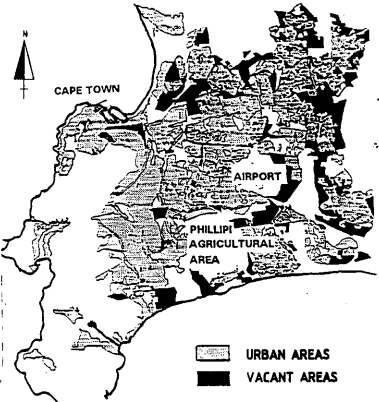 N
CAPE TOWN
AIRPORT
PHILLIPI
AGRICULTURAL
AREA
URBAN AREAS
VACANT AREAS